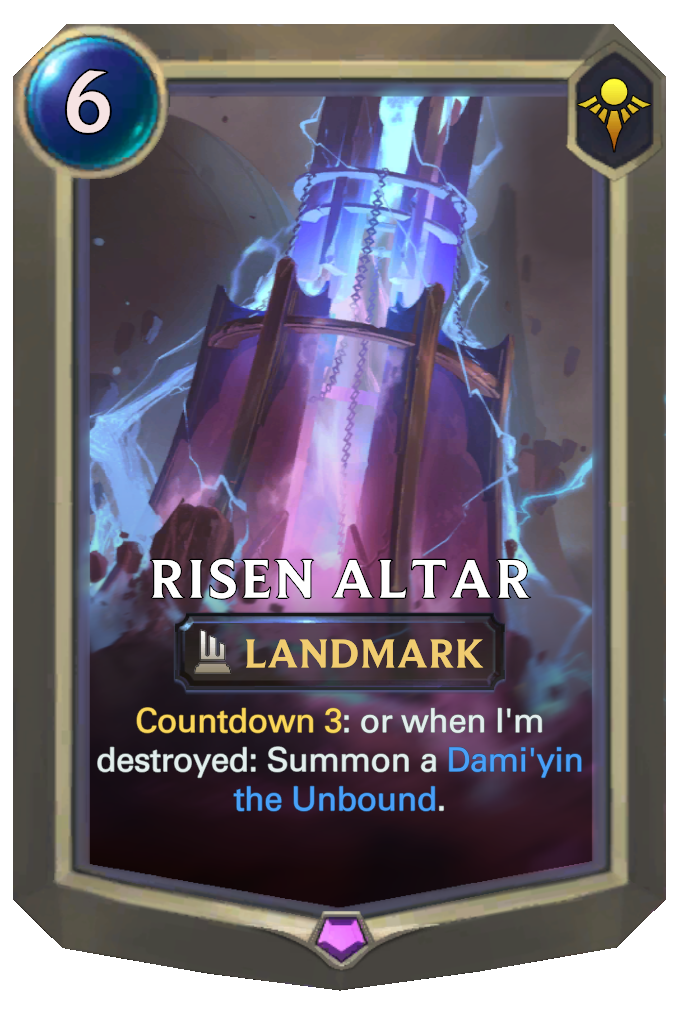 6
RISEN ALTAR
LANDMARK
Countdown 3: or when I'm
destroyed: Summon a Dami'yin
the Unbound.